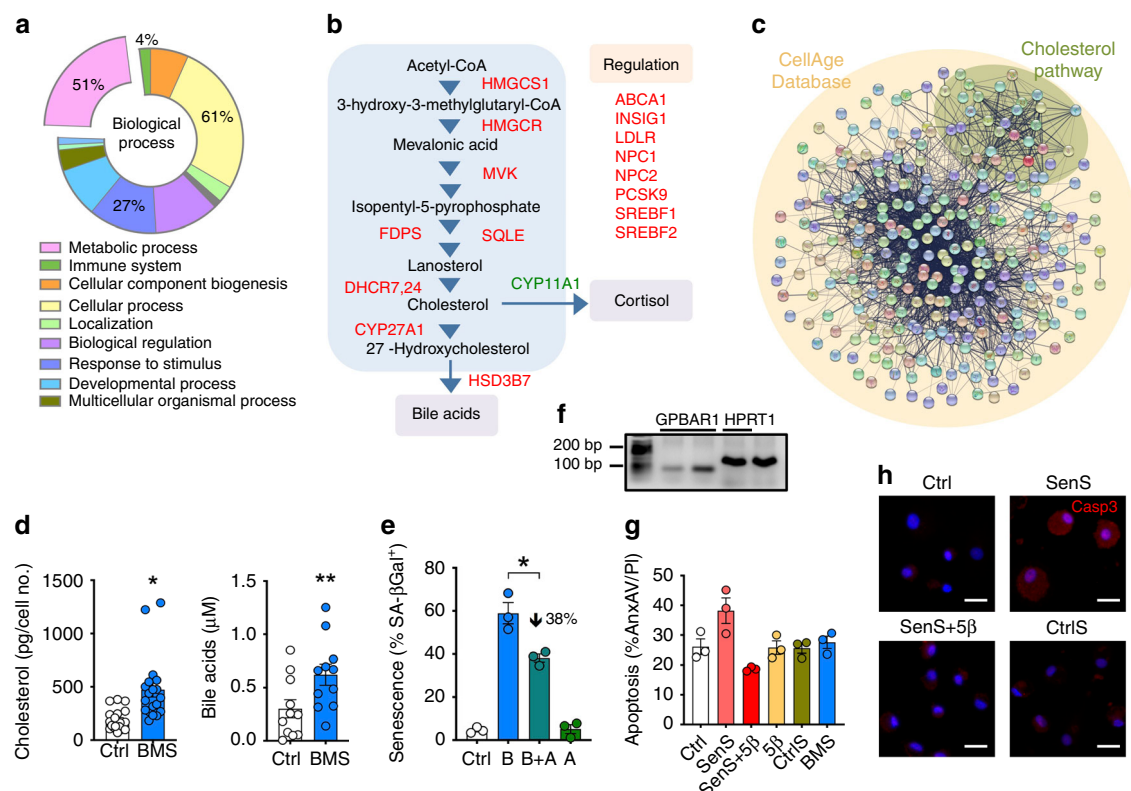 a
4%
51%
61%
27%
Biological
process
Metabolic process
Immune system
Cellular component biogenesis
Cellular process
Localization
Biological regulation
Response to stimulus
Developmental process
Multicellular organismal process
b
Acetyl-CoA
HMGCS1
3-hydroxy-3-methylglutaryl-CoA
HMGCR
Mevalonic acid
MVK
Isopentyl-5-pyrophosphate
FDPS
SQLE
Lanosterol
DHCR7,24
CYP11A1
Cholesterol
Cortisol
CYP27A1
27 -Hydroxycholesterol
HSD3B7
Bile acids
Regulation
ABCA1
INSIG1
LDLR
NPC1
NPC2
PCSK9
SREBF1
SREBF2
c
CellAge
Database
Cholesterol
pathway
d
Cholesterol (pg/cell no.)
1500
1000
500
0
*
Ctrl BMS
Bile acids (μM)
1.5
1.0
0.5
0.0
**
Ctrl BMS
e
Senescence (% SA-βGal⁺)
80
60
40
20
0
*
38%
Ctrl B B+A A
f
GPBAR1 HPRT1
200 bp
100 bp
g
Apoptosis (%AnxAV/PI)
50
40
30
20
10
0
Ctrl
SenS
SenS+5β
5β
CtrlS
BMS
h
Ctrl
SenS
Casp3
SenS+5β
CtrlS